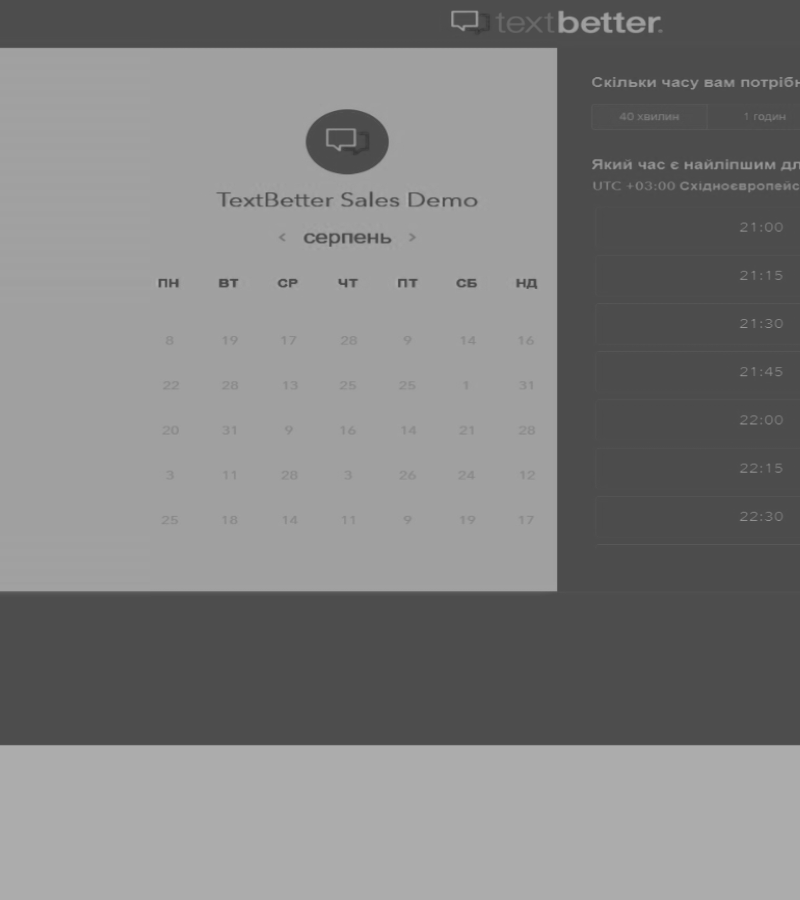 textbetter.
TextBetter Sales Demo
< серпень >
ПН ВТ СР ЧТ ПТ СБ НД
8 19 17 28 9 14 16
22 28 13 25 25 1 31
20 31 9 16 14 21 28
3 11 28 3 26 24 12
25 18 14 11 9 19 17
Скільки часу вам потрібн
40 хвилин 1 годин
Який час є найліпшим дл
UTC +03:00 Східноєвропейс
21:00
21:15
21:30
21:45
22:00
22:15
22:30